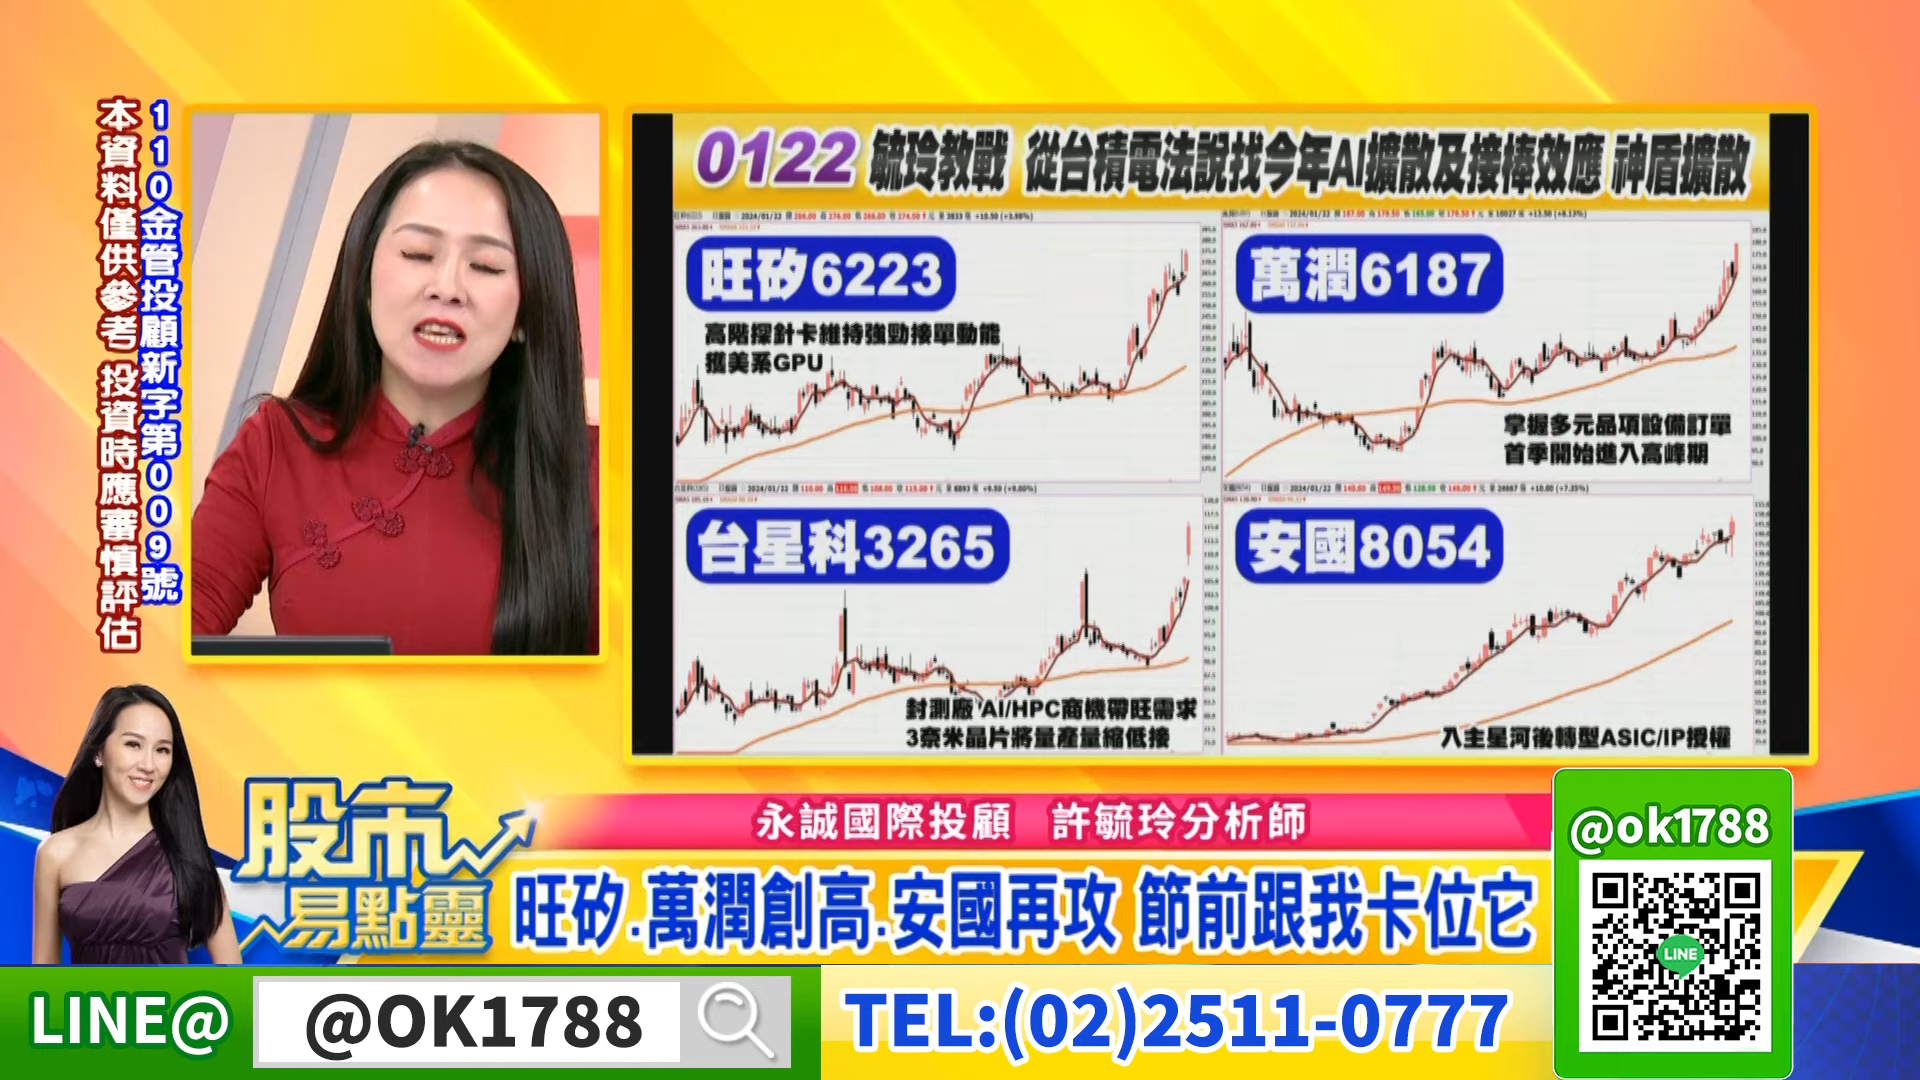 110金管投顧新字第009號
本資料僅供參考 投資時應審慎評估
0122 毓玲教戰 從台積電法說找今年AI擴散及接棒效應 神盾擴散
旺矽6223
高階探針卡維持強勁接單動能
獲美系GPU
萬潤6187
掌握多元品項設備訂單
首季開始進入高峰期
台星科3265
封測廠 AI/HPC商機帶旺需求
3奈米晶片將量產量縮低接
安國8054
入主星河後轉型ASIC/IP授權
股市
易點靈
永誠國際投顧 許毓玲分析師
旺矽.萬潤創高.安國再攻 節前跟我卡位它
@ok1788
LINE
LINE@ @OK1788 TEL:(02)2511-0777